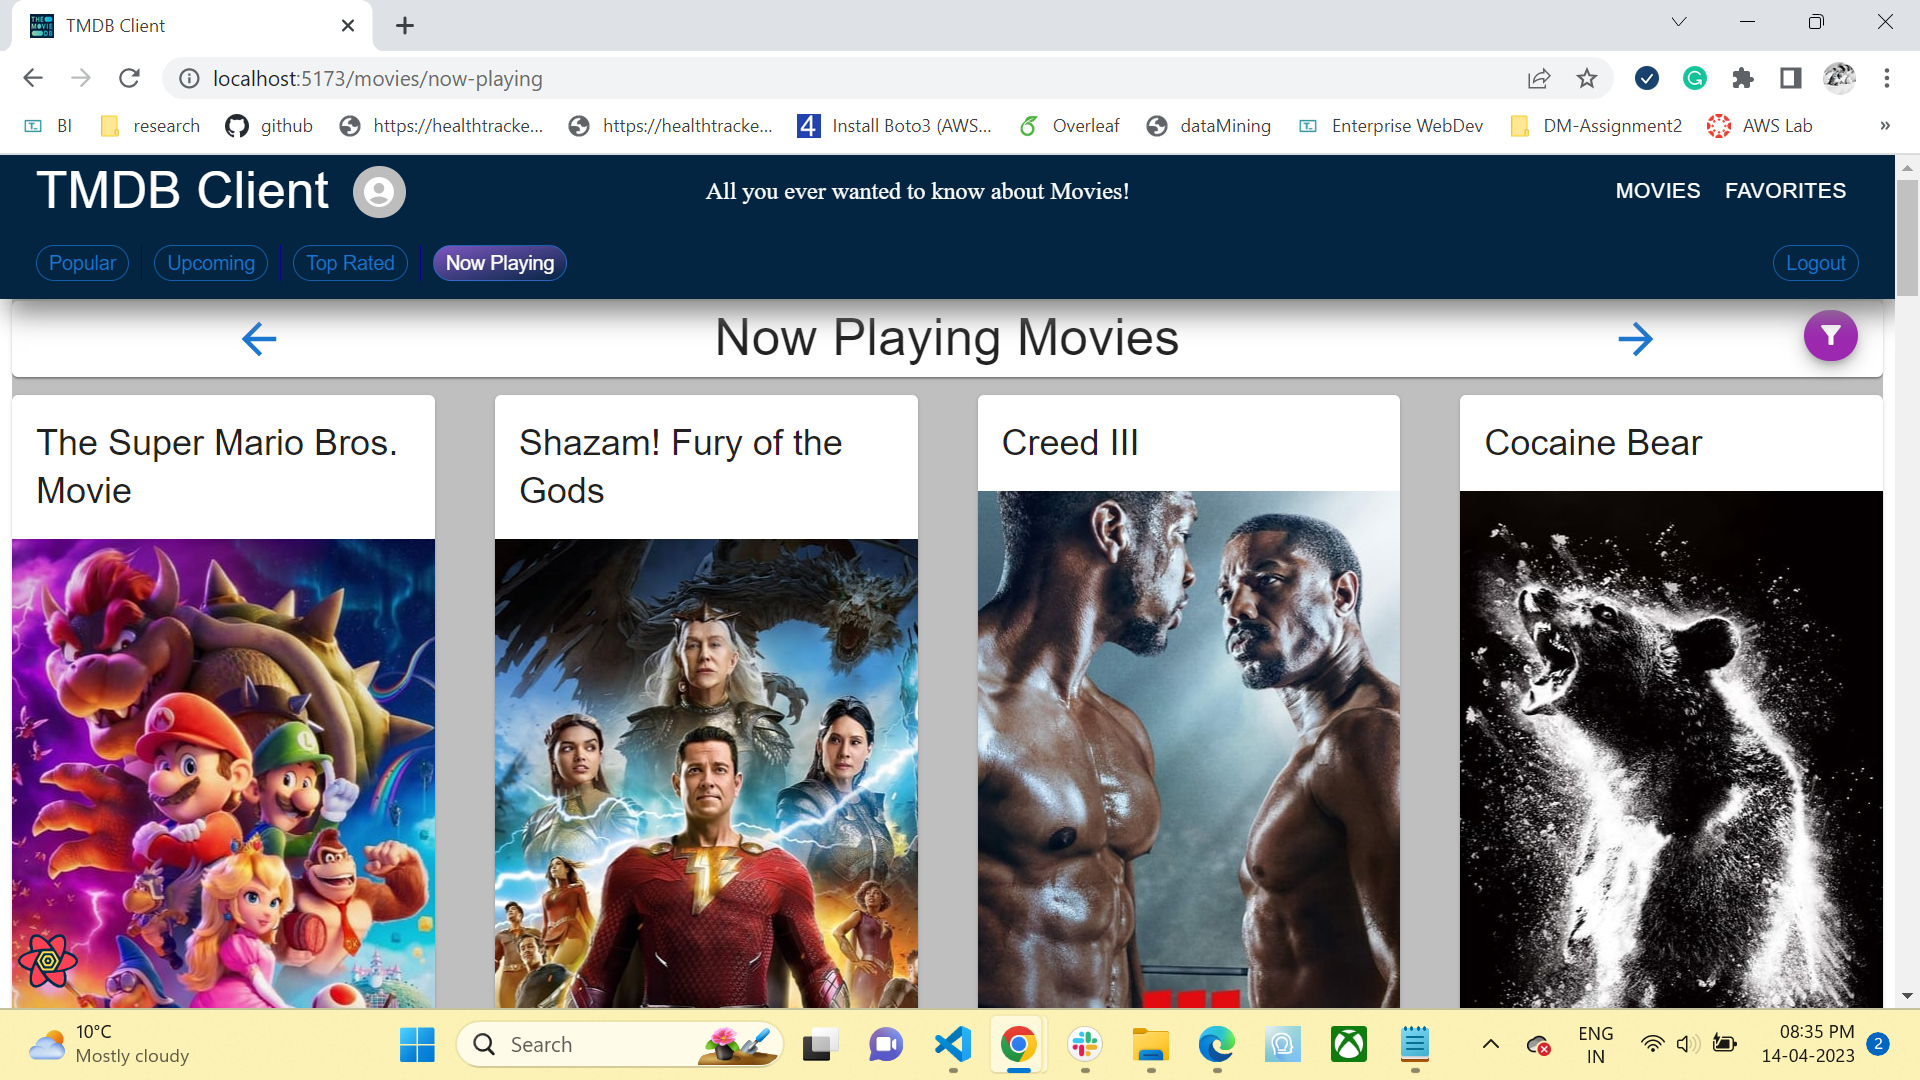 TMDB Client
localhost:5173/movies/now-playing
BI
research
github
https://healthtracke...
https://healthtracke...
4
Install Boto3 (AWS...
Overleaf
dataMining
Enterprise WebDev
DM-Assignment2
AWS Lab
»
TMDB Client
All you ever wanted to know about Movies!
MOVIES
FAVORITES
Popular
Upcoming
Top Rated
Now Playing
Logout
Now Playing Movies
The Super Mario Bros.
Movie
Shazam! Fury of the
Gods
Creed III
Cocaine Bear
10°C
Mostly cloudy
Search
ENG
IN
08:35 PM
14-04-2023
2